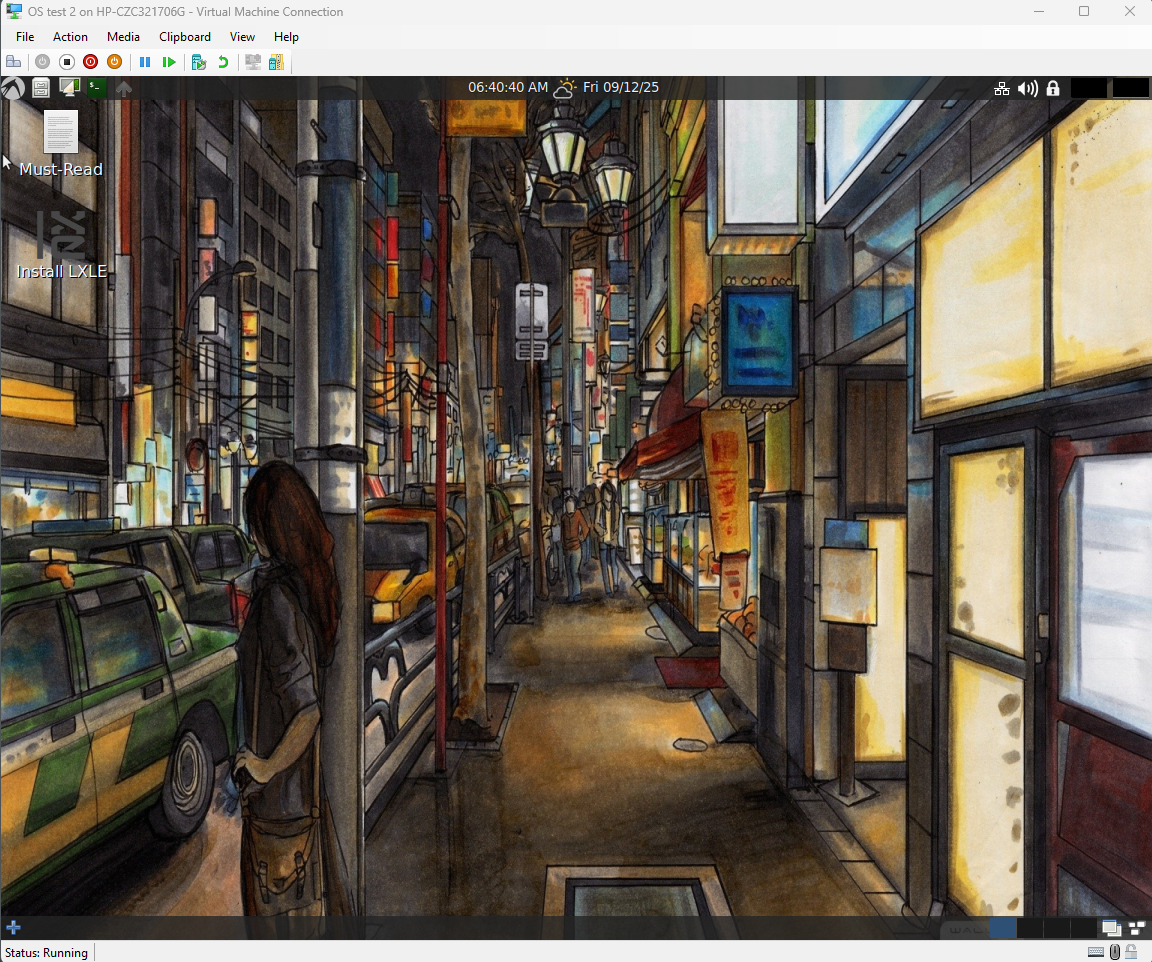 OS test 2 on HP-CZC321706G - Virtual Machine Connection
File Action Media Clipboard View Help
06:40:40 AM Fri 09/12/25
Must-Read
Install LXLE
Status: Running